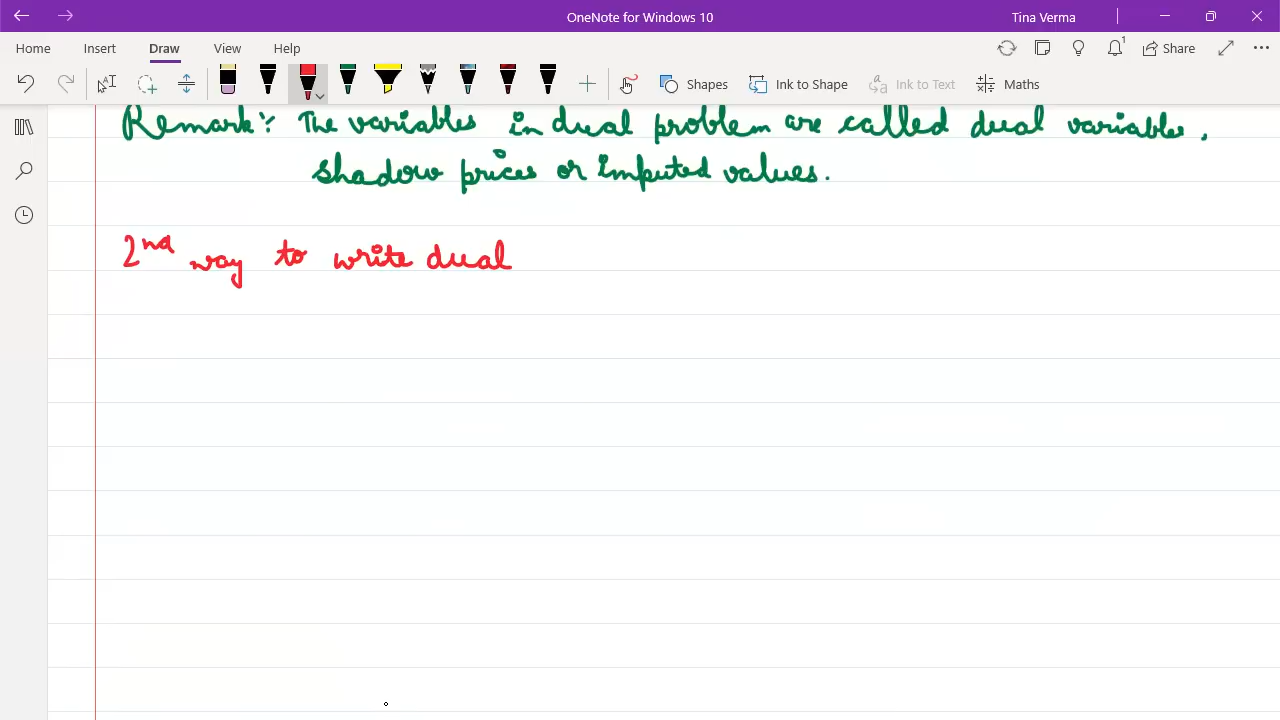 OneNote for Windows 10
Tina Verma
Home Insert Draw View Help
1 Share
Shapes Ink to Shape Ink to Text Maths
Remark: The variables in dual problem are called dual variables,
shadow prices or imputed values.
2nd way to write dual